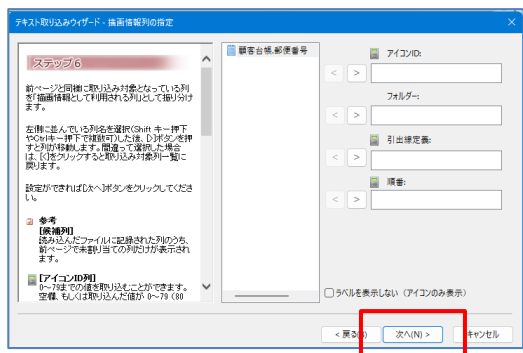 テキスト取り込みウィザード - 描画情報列の指定
ステップ6
前ページと同様に取り込み対象となっている列
を「描画情報として利用される列」として振り分け
ます。
左側に並んでいる列名を選択(Shift キー押下
やCtrlキー押下で複数可)した後、[>]ボタンを押
すと列が移動します。間違って選択した場合
は、[<]をクリックすると取り込み対象列一覧に
戻ります。
設定ができれば[次へ]ボタンをクリックしてくださ
い。
参考
[候補列]
読み込んだファイルに記録された列のうち、
前ページで未割り当ての列だけが表示され
ます。
[アイコンID列]
0～79までの値を取り込むことができます。
空欄、もしくは取り込んだ値が 0～79 (80
顧客台帳.郵便番号
アイコンID:
< >
フォルダー:
引出線定義:
< >
順番:
< >
ラベルを表示しない (アイコンのみ表示)
< 戻る(B) 次へ(N) > キャンセル